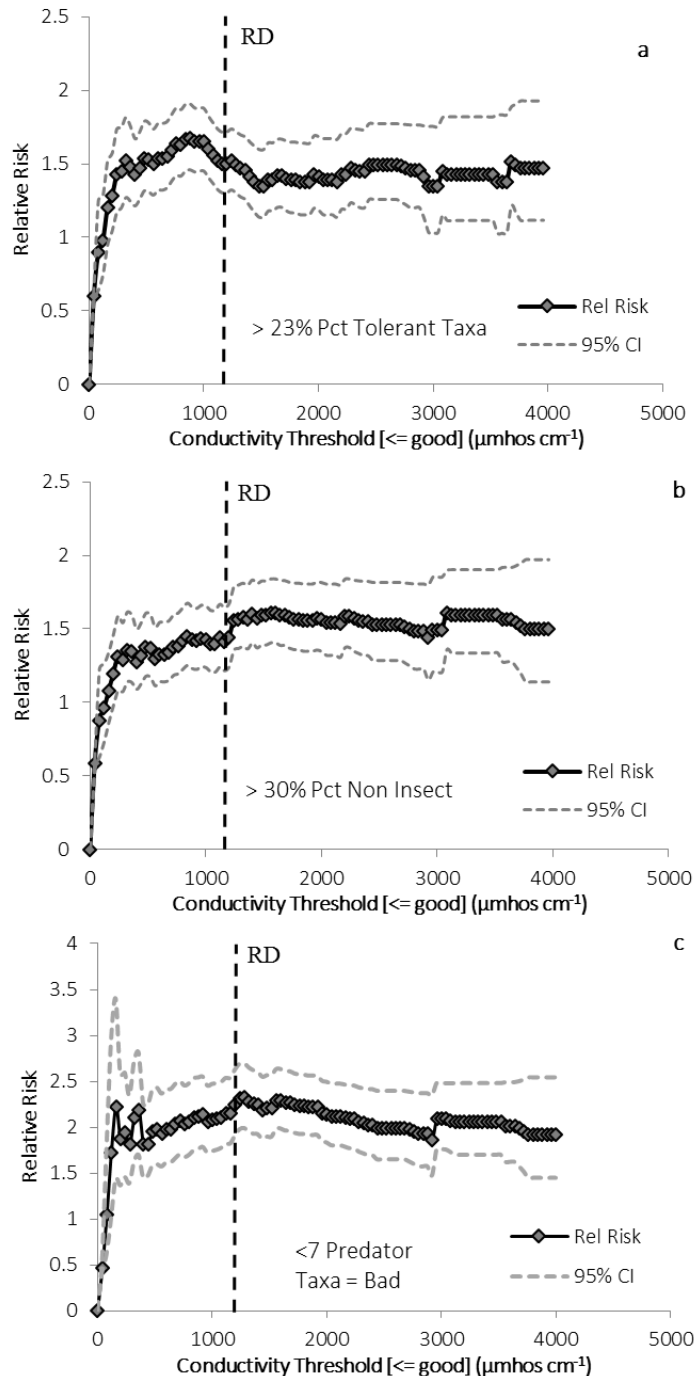 a
RD
2.5
2
1.5
1
0.5
0
Relative Risk
> 23% Pct Tolerant Taxa
Rel Risk
95% CI
0 1000 2000 3000 4000 5000
Conductivity Threshold [<= good] (µmhos cm-1)
b
RD
2.5
2
1.5
1
0.5
0
Relative Risk
> 30% Pct Non Insect
Rel Risk
95% CI
0 1000 2000 3000 4000 5000
Conductivity Threshold [<= good] (µmhos cm-1)
c
RD
4
3.5
3
2.5
2
1.5
1
0.5
0
Relative Risk
<7 Predator
Taxa = Bad
Rel Risk
95% CI
0 1000 2000 3000 4000 5000
Conductivity Threshold [<= good] (µmhos cm-1)